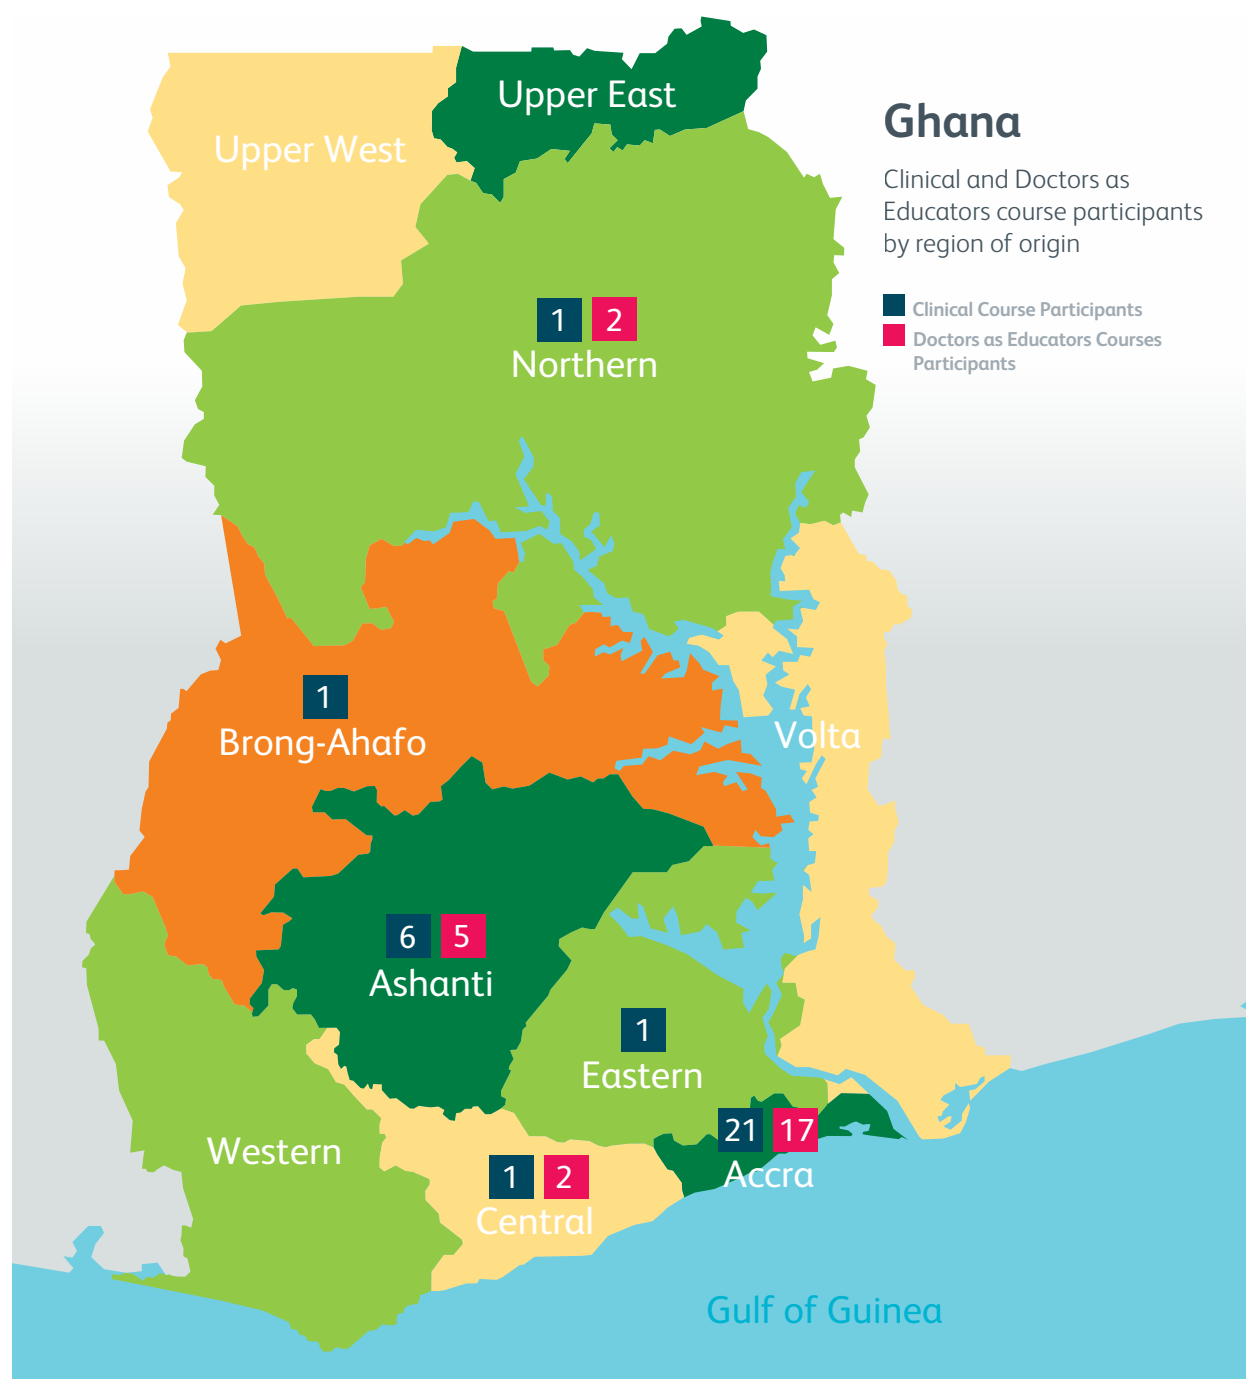 Upper East
Upper West
Ghana
Clinical and Doctors as
Educators course participants
by region of origin
Clinical Course Participants
Doctors as Educators Courses
Participants
1 2
Northern
1
Brong-Ahafo
Volta
6 5
Ashanti
1
Eastern
21 17
Accra
Western
1 2
Central
Gulf of Guinea